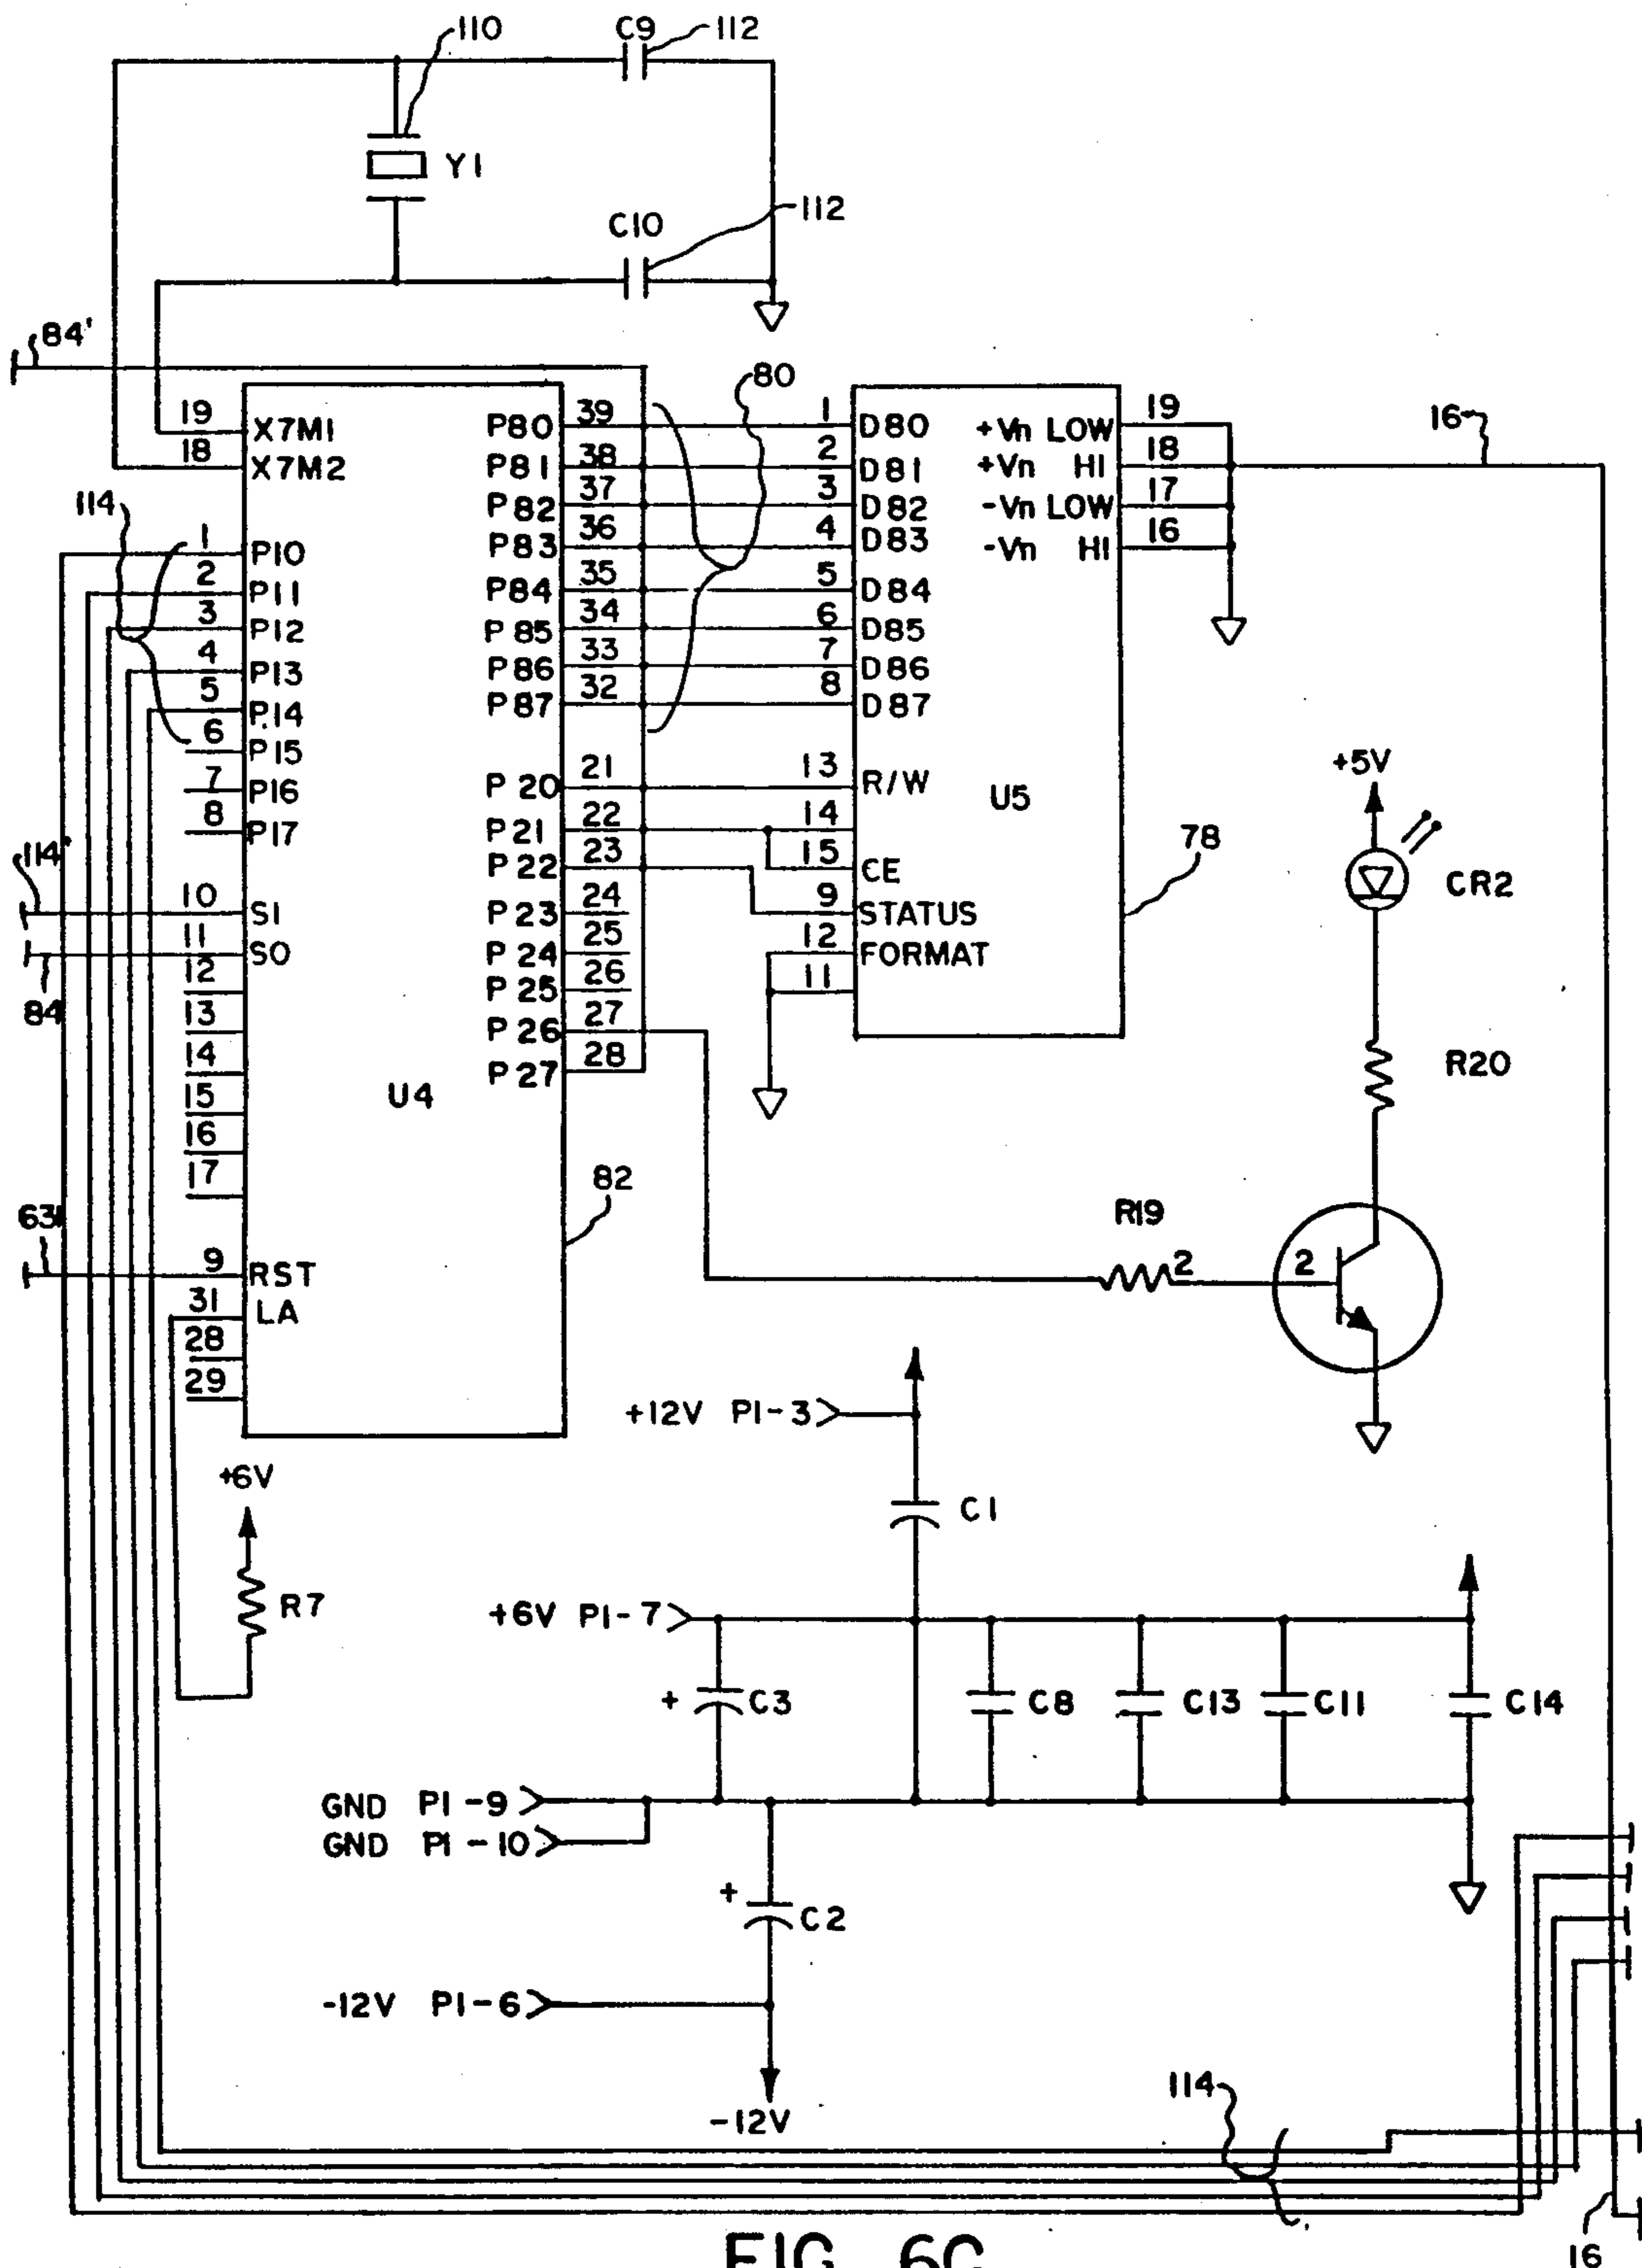 110
C9
112
Y1
C10
112
84'
80
19 X7M1
18 X7M2
114
1 P10
2 P11
3 P12
4 P13
5 P14
6 P15
7 P16
8 P17
114'
10 S1
11 S0
84
12
13
14
15
16
17
63'
9 RST
31 LA
28
29
U4
82
P80 39
P81 38
P82 37
P83 36
P84 35
P85 34
P86 33
P87 32
P20 21
P21 22
P22 23
P23 24
P24 25
P25 26
P26 27
P27 28
1 D80
2 D81
3 D82
4 D83
5 D84
6 D85
7 D86
8 D87
13 R/W
14
15 CE
9 STATUS
12 FORMAT
11
U5
78
+Vn LOW 19
+Vn HI 18
-Vn LOW 17
-Vn HI 16
16
+5V
CR2
R20
R19
2
2
+12V P1-3
C1
+6V
R7
+6V P1-7
+ C3
C8
C13
C11
C14
GND P1-9
GND P1-10
+ C2
-12V P1-6
-12V
114
16
FIG. 6C